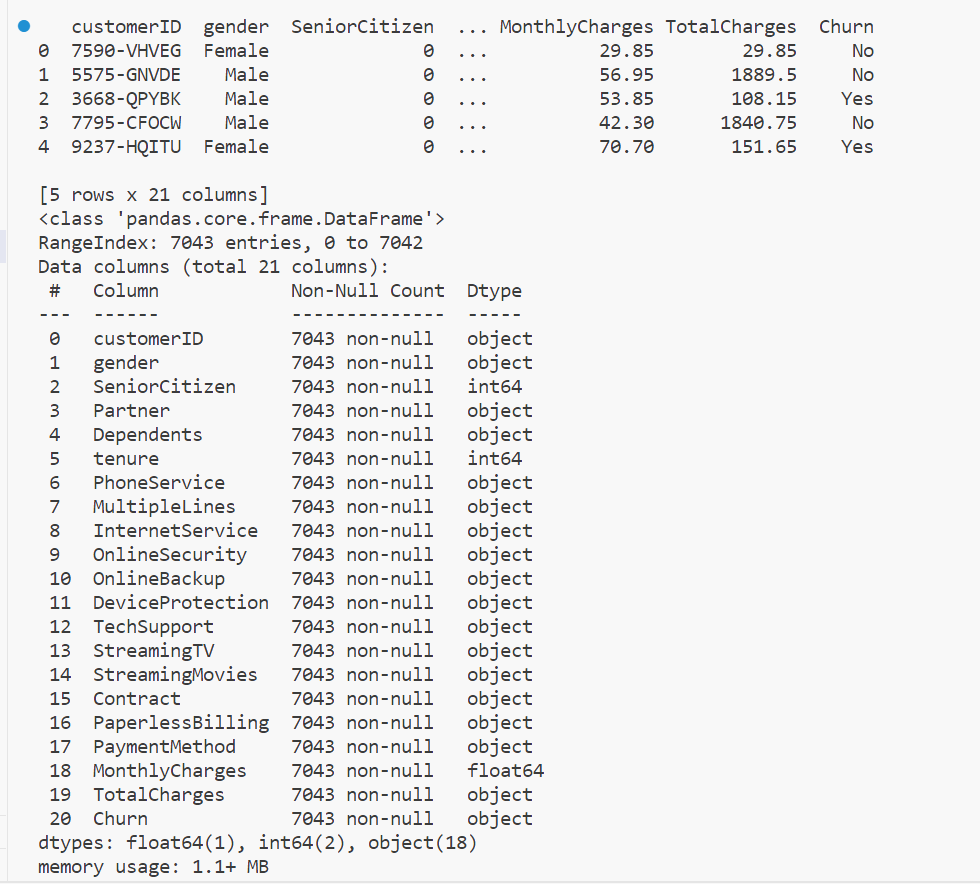 customerID gender SeniorCitizen ... MonthlyCharges TotalCharges Churn
0 7590-VHVEG Female 0 ... 29.85 29.85 No
1 5575-GNVDE Male 0 ... 56.95 1889.5 No
2 3668-QPYBK Male 0 ... 53.85 108.15 Yes
3 7795-CFOCW Male 0 ... 42.30 1840.75 No
4 9237-HQITU Female 0 ... 70.70 151.65 Yes
[5 rows x 21 columns]
<class 'pandas.core.frame.DataFrame'>
RangeIndex: 7043 entries, 0 to 7042
Data columns (total 21 columns):
# Column Non-Null Count Dtype
--- ------ -------------- -----
0 customerID 7043 non-null object
1 gender 7043 non-null object
2 SeniorCitizen 7043 non-null int64
3 Partner 7043 non-null object
4 Dependents 7043 non-null object
5 tenure 7043 non-null int64
6 PhoneService 7043 non-null object
7 MultipleLines 7043 non-null object
8 InternetService 7043 non-null object
9 OnlineSecurity 7043 non-null object
10 OnlineBackup 7043 non-null object
11 DeviceProtection 7043 non-null object
12 TechSupport 7043 non-null object
13 StreamingTV 7043 non-null object
14 StreamingMovies 7043 non-null object
15 Contract 7043 non-null object
16 PaperlessBilling 7043 non-null object
17 PaymentMethod 7043 non-null object
18 MonthlyCharges 7043 non-null float64
19 TotalCharges 7043 non-null object
20 Churn 7043 non-null object
dtypes: float64(1), int64(2), object(18)
memory usage: 1.1+ MB